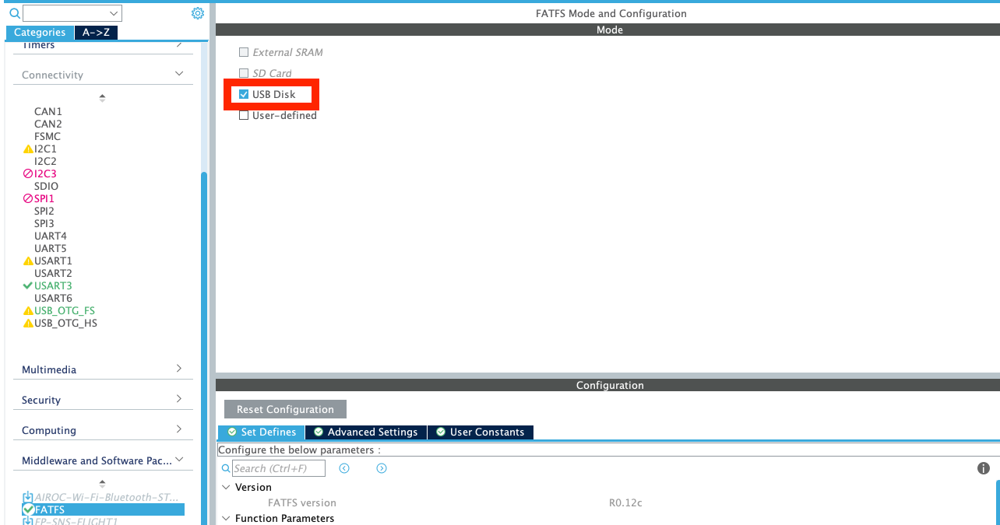 FATFS Mode and Configuration
Categories A->Z
Mode
Timers
External SRAM
Connectivity
SD Card
USB Disk
User-defined
CAN1
CAN2
FSMC
I2C1
I2C2
I2C3
SDIO
SPI1
SPI2
SPI3
UART4
UART5
USART1
USART2
USART3
USART6
USB_OTG_FS
USB_OTG_HS
Multimedia
Security
Computing
Middleware and Software Pac...
AIROC-Wi-Fi-Bluetooth-ST...
FATFS
FP-SNS-FLIGHT1
Configuration
Reset Configuration
Set Defines Advanced Settings User Constants
Configure the below parameters :
Search (Ctrl+F)
Version
FATFS version R0.12c
Function Parameters